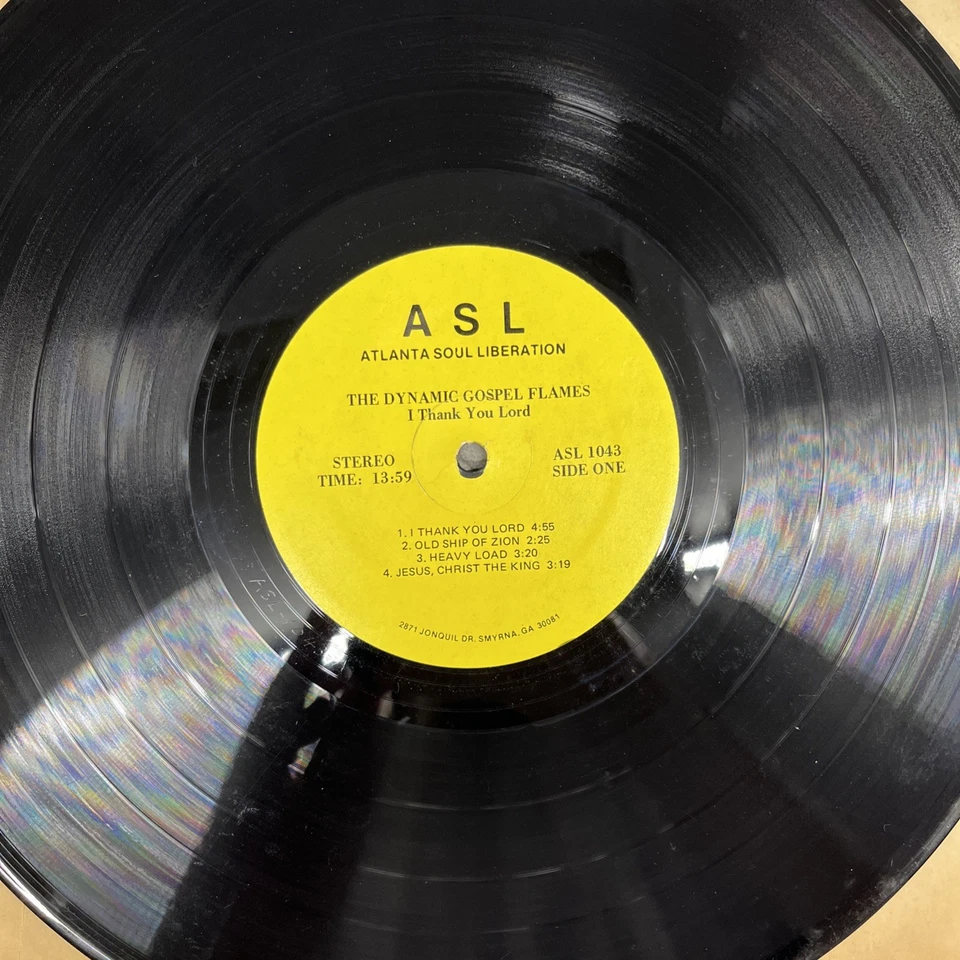 A S L
ATLANTA SOUL LIBERATION
THE DYNAMIC GOSPEL FLAMES
I Thank You Lord
STEREO
TIME: 13:59
ASL 1043
SIDE ONE
1. I THANK YOU LORD 4:55
2. OLD SHIP OF ZION 2:25
3. HEAVY LOAD 3:20
4. JESUS, CHRIST THE KING 3:19
2871 JONQUIL DR. SMYRNA, GA 30081